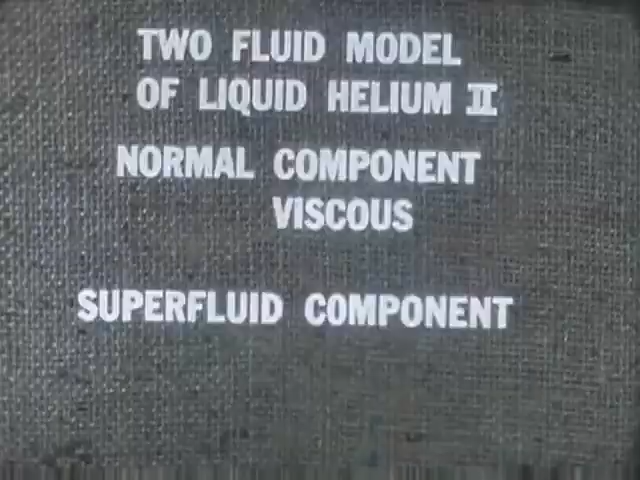 TWO FLUID MODEL
OF LIQUID HELIUM II
NORMAL COMPONENT
VISCOUS
SUPERFLUID COMPONENT